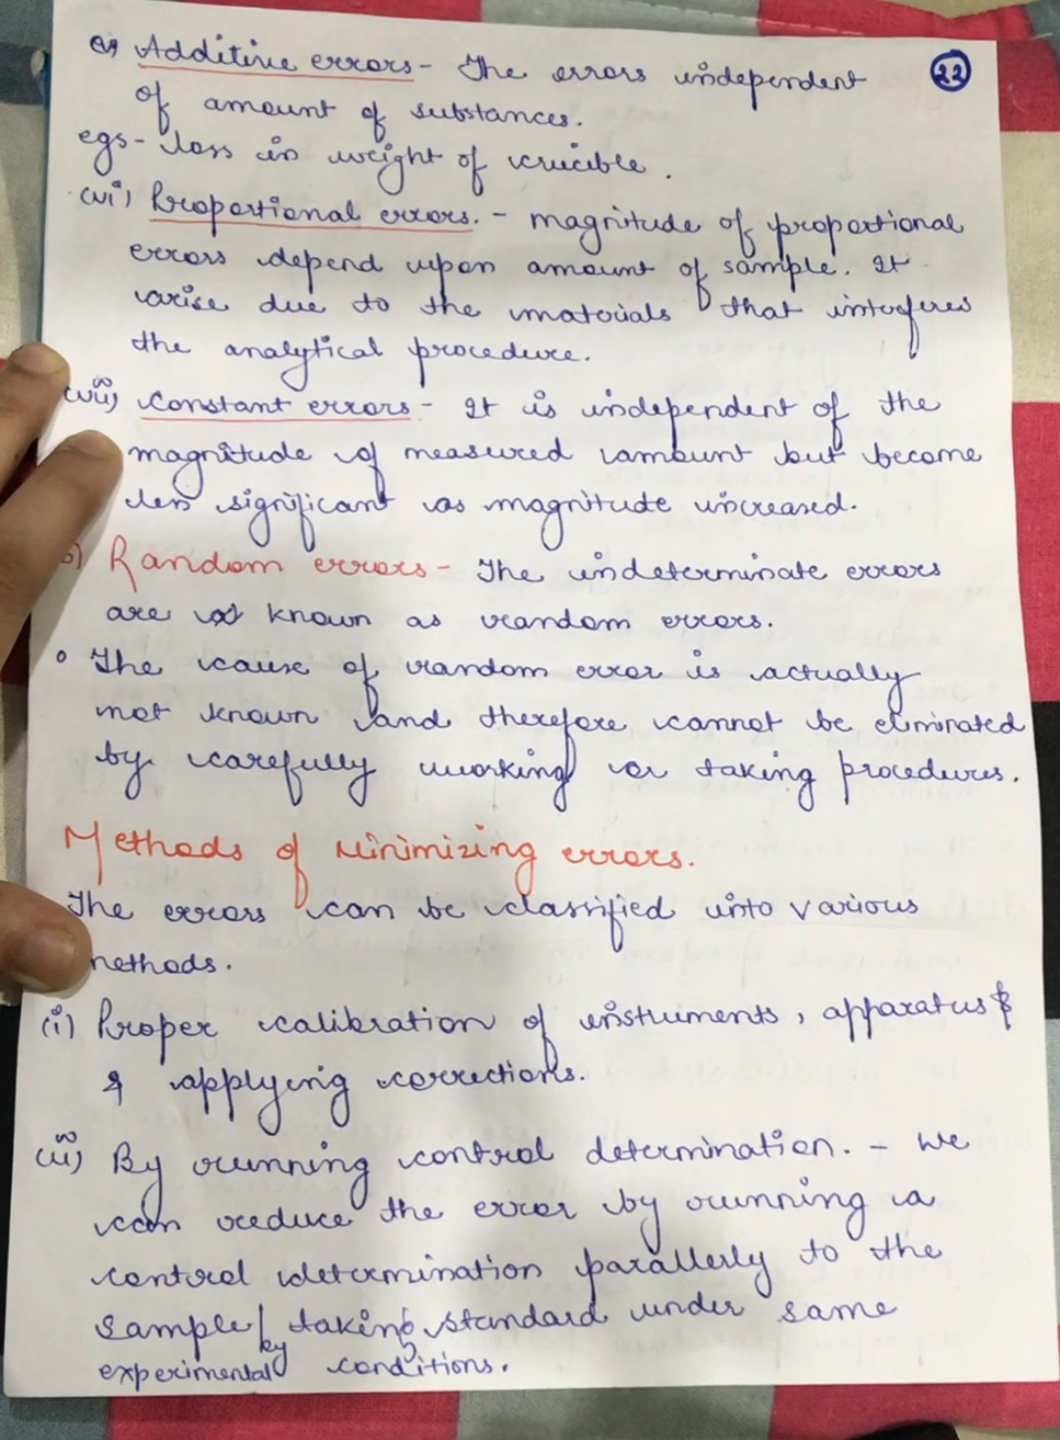 e) Additive errors - The errors independent
22
of amount of substances.
egs - loss in weight of crucible.
(vi) Proportional errors. - magnitude of proportional
errors depend upon amount of sample. It
arise due to the materials that interferes
the analytical procedure.
(vii) Constant errors - It is independent of the
magnitude of measured amount but become
less significant as magnitude increased.
b) Random errors - The indeterminate errors
are known as random errors.
• The cause of random error is actually
not known and therefore cannot be eliminated
by carefully working or taking procedures.
Methods of Minimizing errors.
The errors can be classified into various
methods.
(i) Proper calibration of instruments, apparatus &
& applying corrections.
(ii) By running control determination. - We
can reduce the error by running a
control determination parallerly to the
sample/by taking standard under same
experimental conditions.